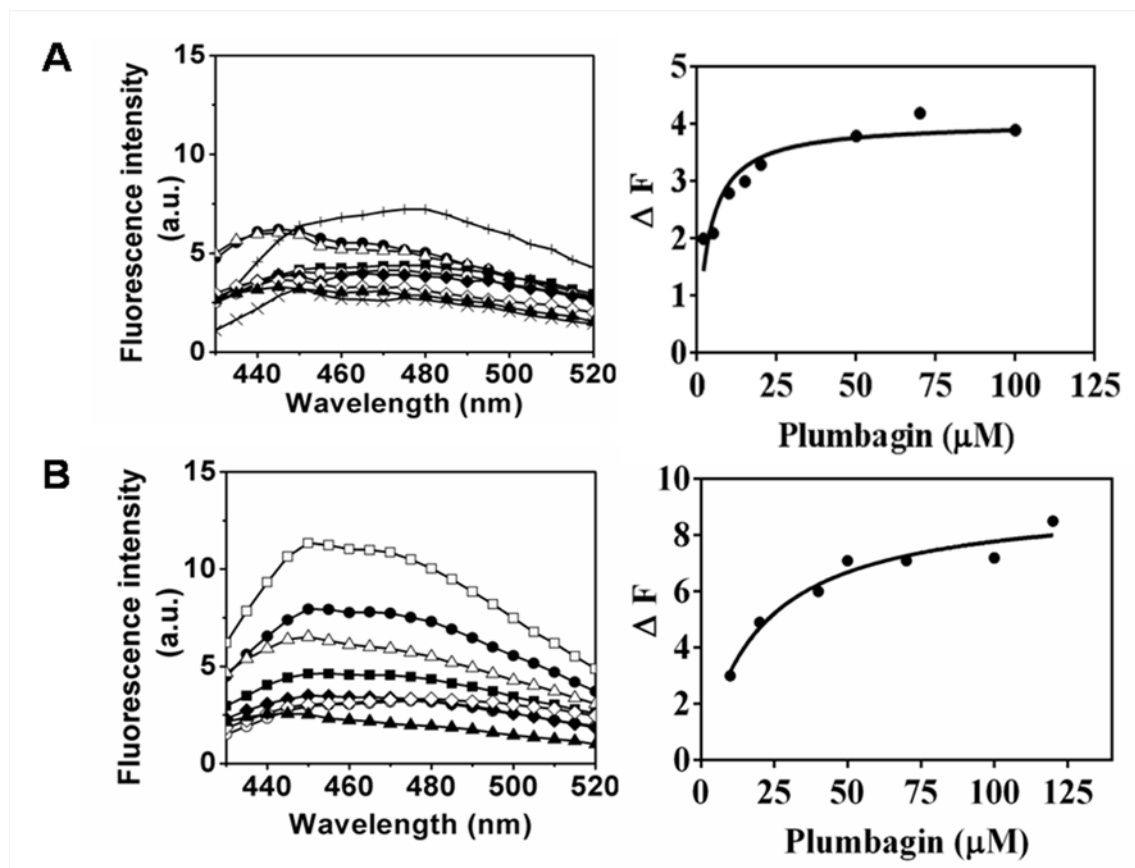 A
Fluorescence intensity
(a.u.)
15
10
5
0
440 460 480 500 520
Wavelength (nm)
Δ F
5
4
3
2
1
0
0 25 50 75 100 125
Plumbagin (μM)
B
Fluorescence intensity
(a.u.)
15
10
5
0
440 460 480 500 520
Wavelength (nm)
Δ F
10
8
6
4
2
0
0 25 50 75 100 125
Plumbagin (μM)